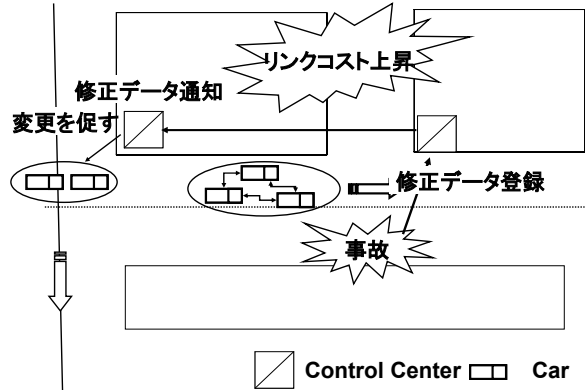 リンクコスト上昇
修正データ通知
変更を促す
修正データ登録
事故
Control Center
Car